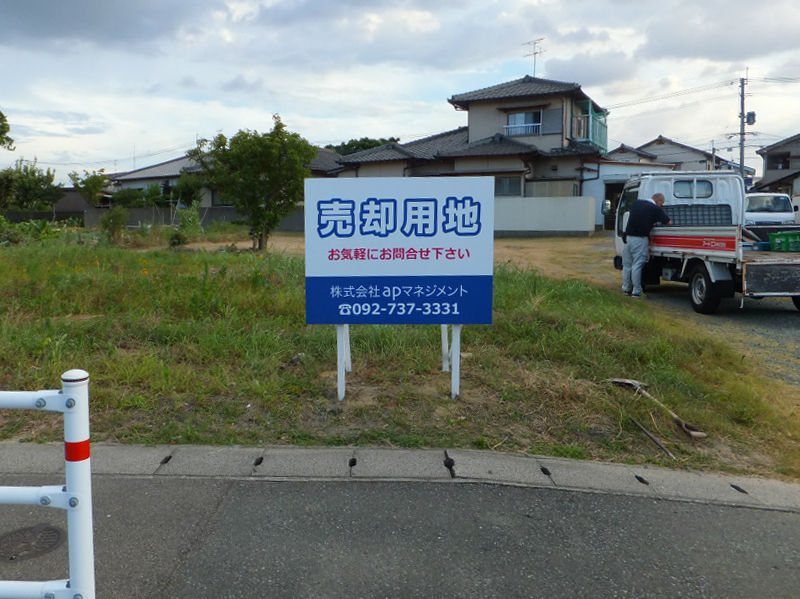 売却用地
お気軽にお問合せ下さい
株式会社apマネジメント
☎092-737-3331